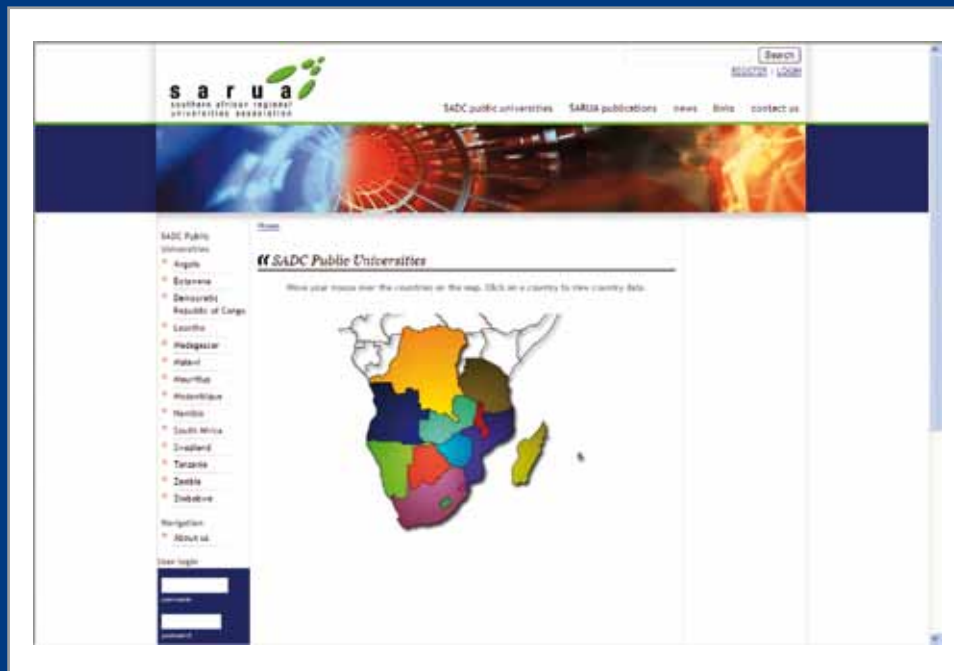 Search
REGISTER | LOGIN
sarua
southern african regional
universities association
SADC public universities SARUA publications news links contact us
Home
SADC Public
Universities
Angola
Botswana
Democratic
Republic of Congo
Lesotho
Madagascar
Malawi
Mauritius
Mozambique
Namibia
South Africa
Swaziland
Tanzania
Zambia
Zimbabwe
Navigation
About us
User login
username
password
“ SADC Public Universities
Move your mouse over the countries on the map. Click on a country to view country data.